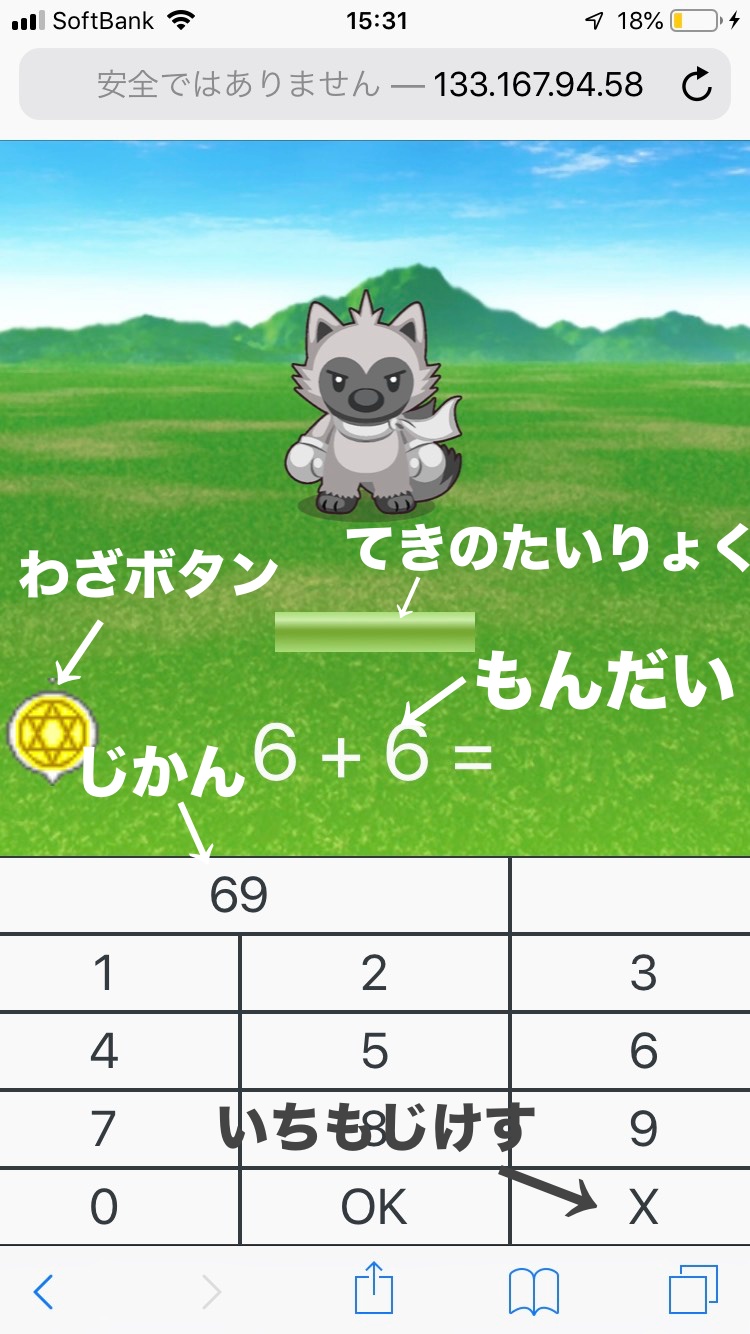 SoftBank 15:31 18%
安全ではありません — 133.167.94.58
てきのたいりょく
わざボタン
もんだい
6 + 6 =
じかん
69
1 2 3
4 5 6
7 8 9
いちもじけす
0 OK X